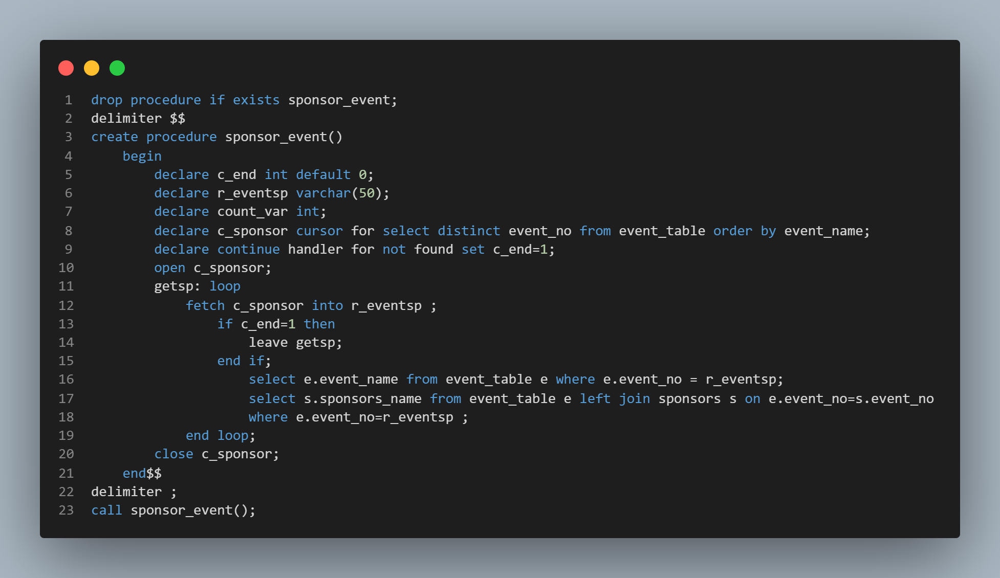 1 drop procedure if exists sponsor_event;
2 delimiter $$
3 create procedure sponsor_event()
4     begin
5         declare c_end int default 0;
6         declare r_eventsp varchar(50);
7         declare count_var int;
8         declare c_sponsor cursor for select distinct event_no from event_table order by event_name;
9         declare continue handler for not found set c_end=1;
10         open c_sponsor;
11         getsp: loop
12             fetch c_sponsor into r_eventsp ;
13                 if c_end=1 then
14                     leave getsp;
15                 end if;
16                     select e.event_name from event_table e where e.event_no = r_eventsp;
17                     select s.sponsors_name from event_table e left join sponsors s on e.event_no=s.event_no
18                     where e.event_no=r_eventsp ;
19             end loop;
20         close c_sponsor;
21     end$$
22 delimiter ;
23 call sponsor_event();